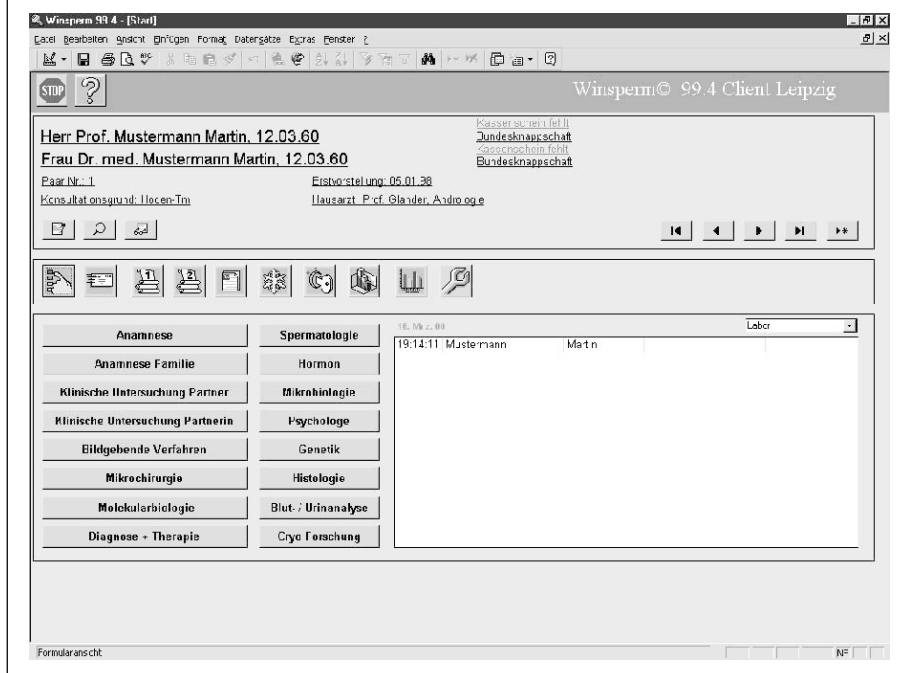 Winsperm 99.4 - [Start]
Datei Bearbeiten Ansicht Einfügen Format Datensätze Extras Fenster ?
STOP ?
Winsperm© 99.4 Client Leipzig
Herr Prof. Mustermann Martin, 12.03.60
Kassenschein fehlt
Bundesknappschaft
Frau Dr. med. Mustermann Martin, 12.03.60
Kassenschein fehlt
Bundesknappschaft
Paar Nr.: 1
Erstvorstellung: 05.01.98
Konsultationsgrund: Hoden-Tm
Hausarzt: Prof. Glander, Andrologie
Labor
19:14:11 Mustermann Martin
Anamnese
Spermatologie
Anamnese Familie
Hormon
Klinische Untersuchung Partner
Mikrobiologie
Klinische Untersuchung Partnerin
Psychologe
Bildgebende Verfahren
Genetik
Mikrochirurgie
Histologie
Molekularbiologie
Blut- / Urinanalyse
Diagnose + Therapie
Cryo Forschung
Formularansicht
NF